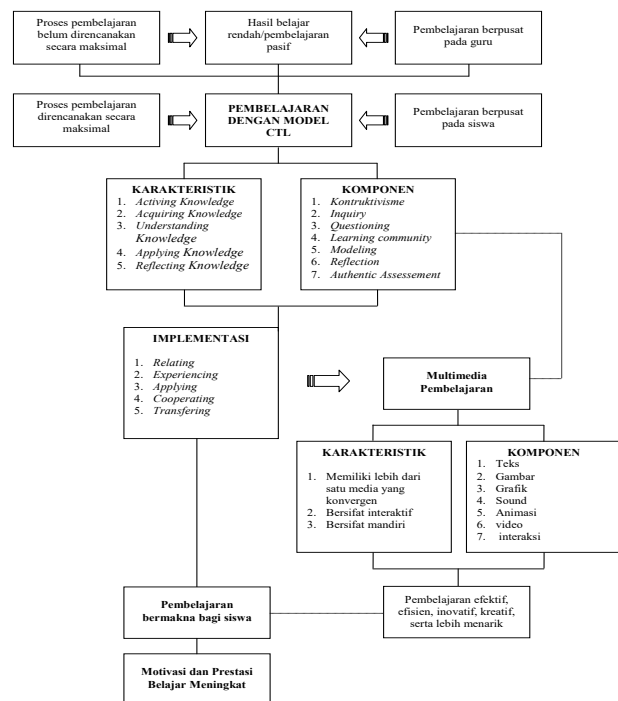 Proses pembelajaran
belum direncanakan
secara maksimal
Hasil belajar
rendah/pembelajaran
pasif
Pembelajaran berpusat
pada guru
Proses pembelajaran
direncanakan secara
maksimal
PEMBELAJARAN
DENGAN MODEL
CTL
Pembelajaran berpusat
pada siswa
KARAKTERISTIK
1. Activing Knowledge
2. Acquiring Knowledge
3. Understanding
Knowledge
4. Applying Knowledge
5. Reflecting Knowledge
KOMPONEN
1. Kontruktivisme
2. Inquiry
3. Questioning
4. Learning community
5. Modeling
6. Reflection
7. Authentic Assessement
IMPLEMENTASI
1. Relating
2. Experiencing
3. Applying
4. Cooperating
5. Transfering
Multimedia
Pembelajaran
KARAKTERISTIK
1. Memiliki lebih dari
satu media yang
konvergen
2. Bersifat interaktif
3. Bersifat mandiri
KOMPONEN
1. Teks
2. Gambar
3. Grafik
4. Sound
5. Animasi
6. video
7. interaksi
Pembelajaran
bermakna bagi siswa
Pembelajaran efektif,
efisien, inovatif, kreatif,
serta lebih menarik
Motivasi dan Prestasi
Belajar Meningkat